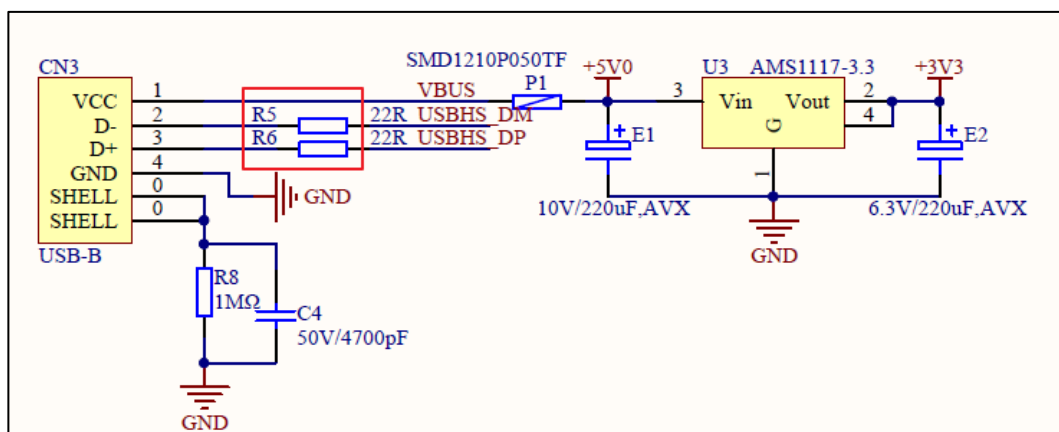 SMD1210P050TF
CN3
P1
+5V0
U3 AMS1117-3.3
+3V3
VCC 1
VBUS
3 Vin Vout 2
D- 2
R5 22R USBHS_DM
G 4
D+ 3
R6 22R USBHS_DP
E1
E2
GND 4
SHELL 0
GND
1
SHELL 0
10V/220uF,AVX
6.3V/220uF,AVX
USB-B
GND
R8
1MΩ
C4
50V/4700pF
GND